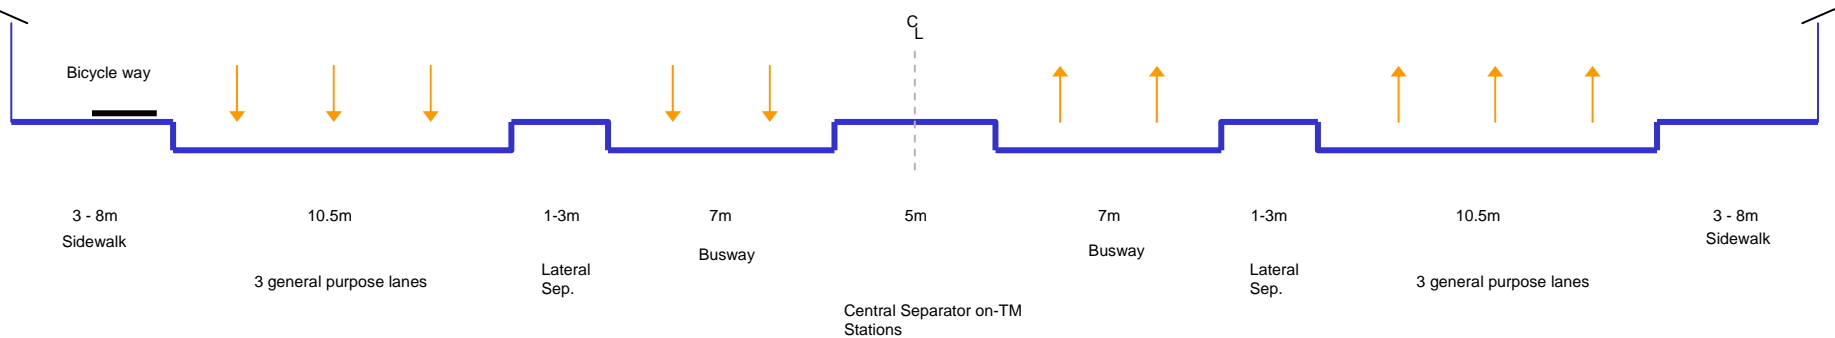 C
L
Bicycle way
3 - 8m
10.5m
1-3m
7m
5m
7m
1-3m
10.5m
3 - 8m
Sidewalk
3 general purpose lanes
Lateral
Sep.
Busway
Central Separator on-TM
Stations
Busway
Lateral
Sep.
3 general purpose lanes
Sidewalk